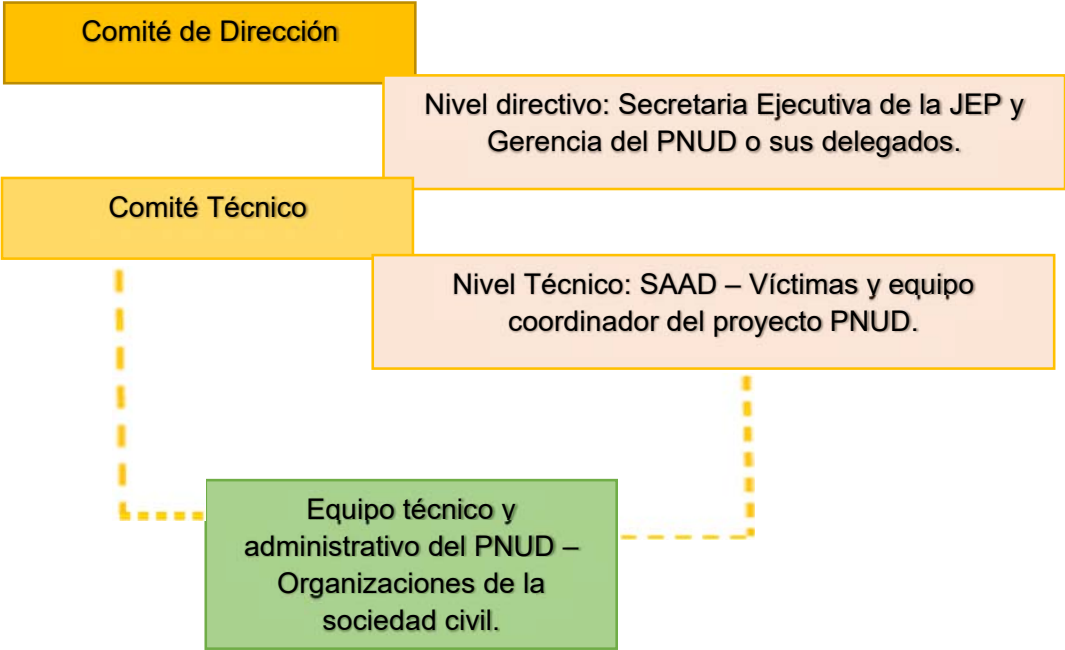 Comité de Dirección
Nivel directivo: Secretaria Ejecutiva de la JEP y
Gerencia del PNUD o sus delegados.
Comité Técnico
Nivel Técnico: SAAD – Víctimas y equipo
coordinador del proyecto PNUD.
Equipo técnico y
administrativo del PNUD –
Organizaciones de la
sociedad civil.